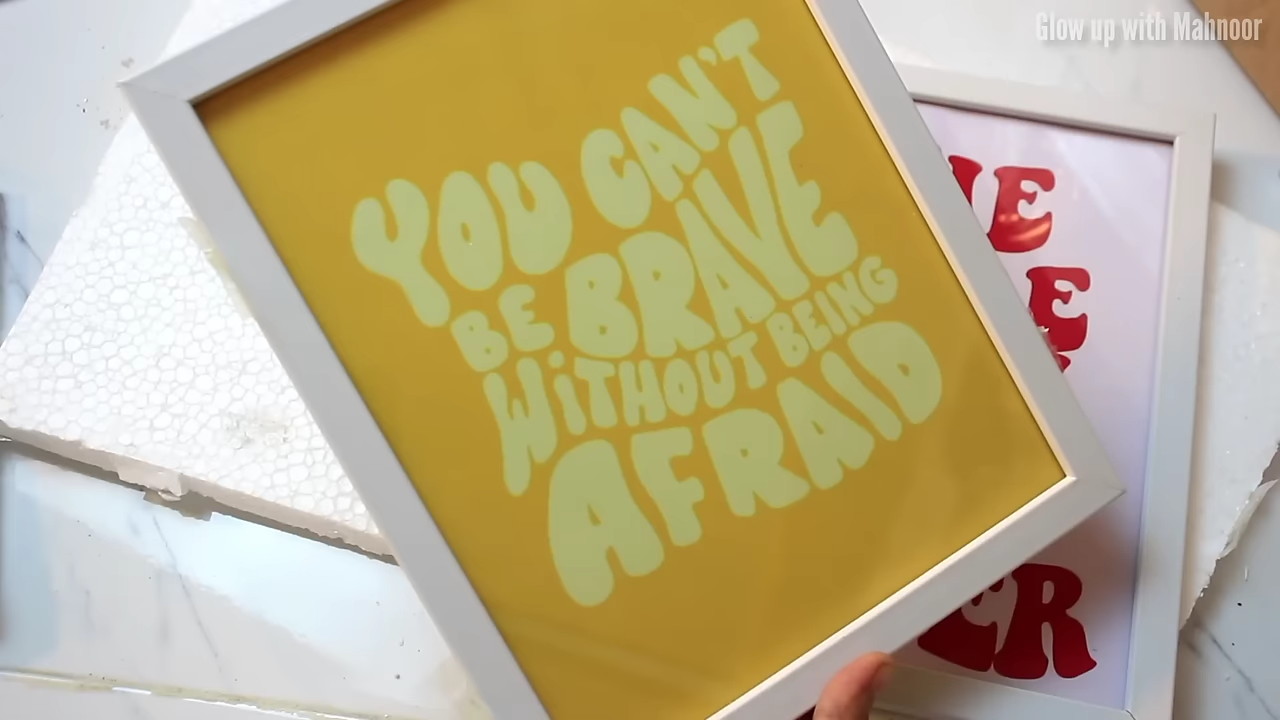 Glow up with Mahnoor
YOU CAN'T
BE BRAVE
WiTHOUT BEING
AFRAID